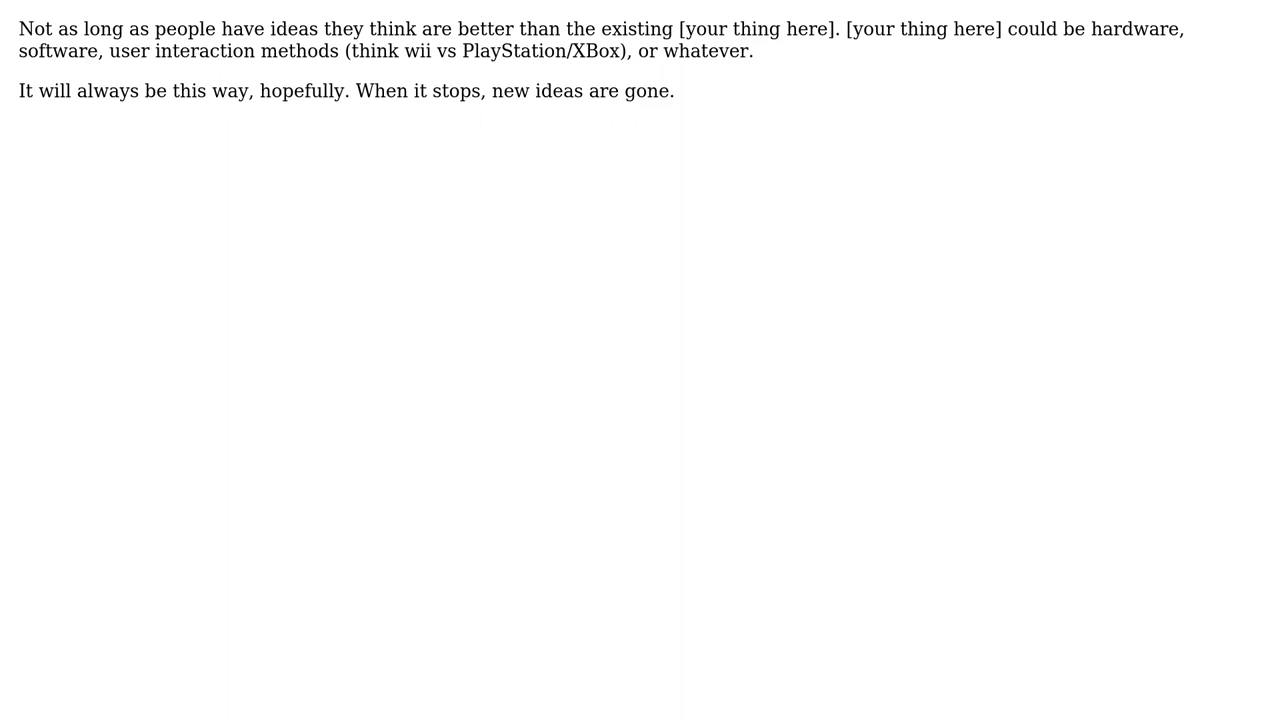 Not as long as people have ideas they think are better than the existing [your thing here]. [your thing here] could be hardware,
software, user interaction methods (think wii vs PlayStation/XBox), or whatever.
It will always be this way, hopefully. When it stops, new ideas are gone.